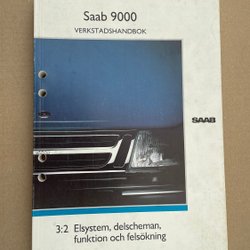 Saab 9000
VERKSTADSHANDBOK
SAAB
3:2 Elsystem, delscheman,
funktion och felsökning